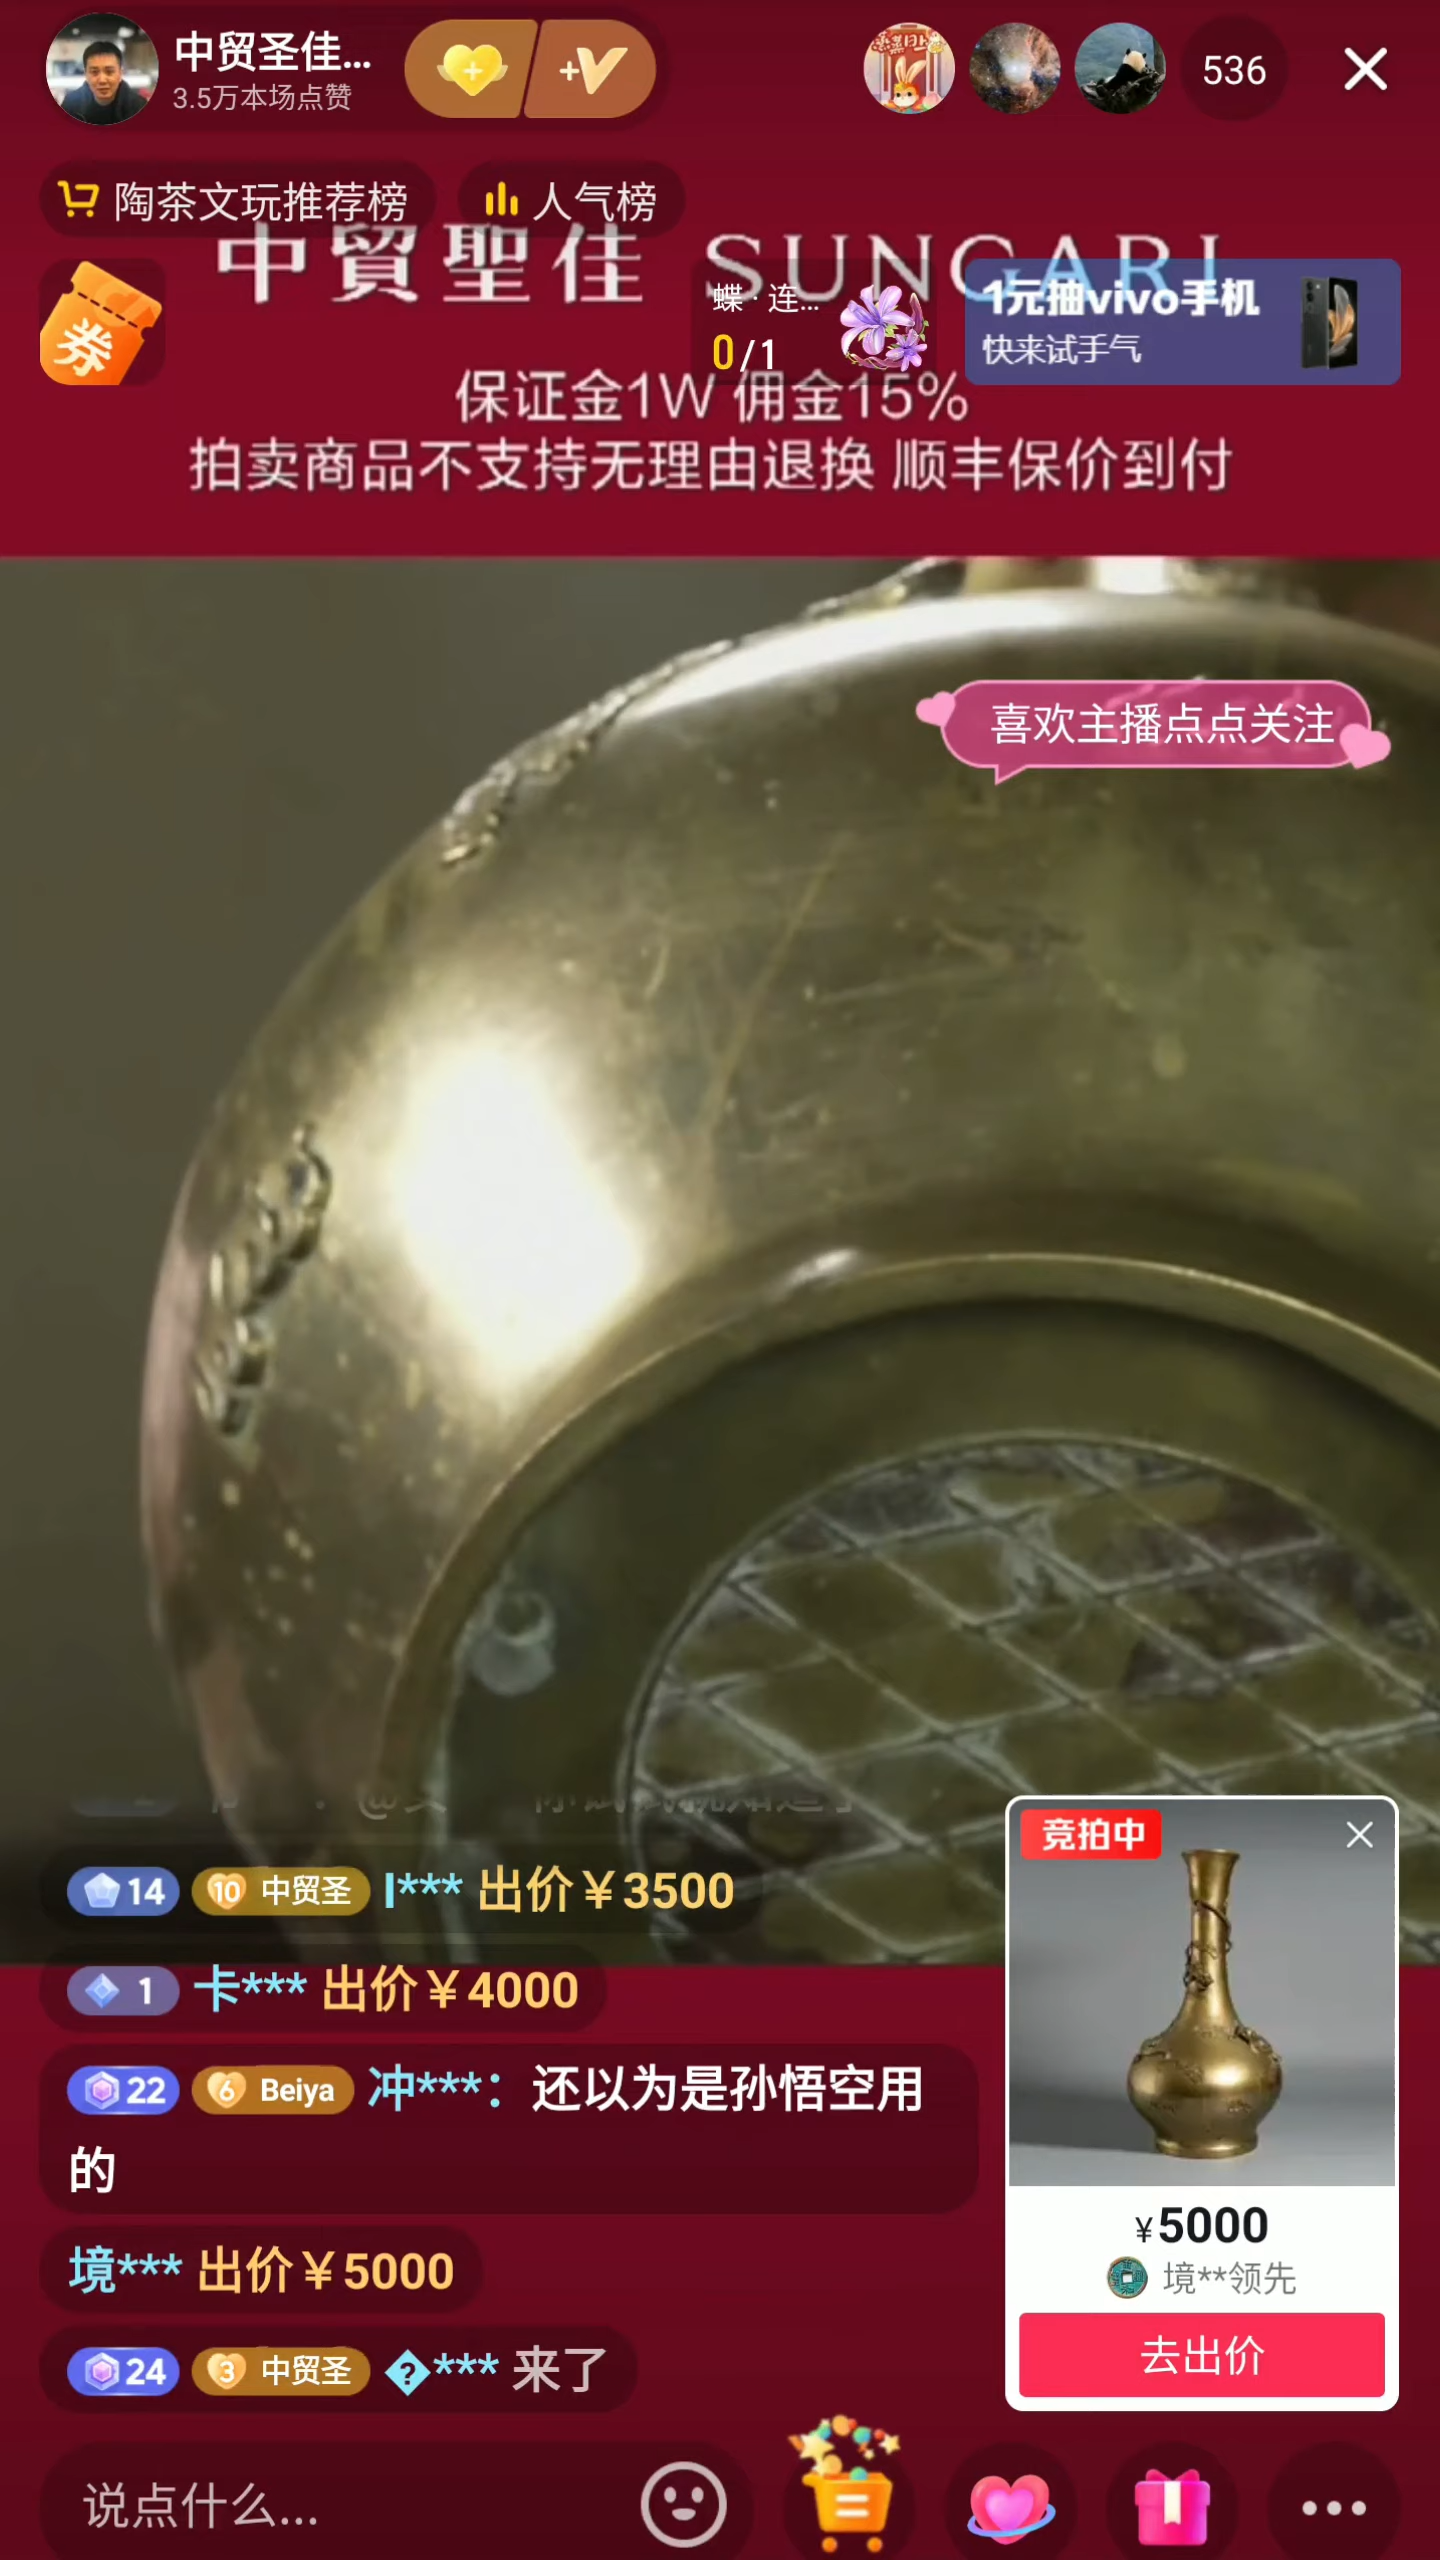 中贸圣佳...
3.5万本场点赞
536
陶茶文玩推荐榜
人气榜
中貿聖佳 SUNGARI
券
蝶·连...
0/1
1元抽vivo手机
快来试手气
保证金1W 佣金15%
拍卖商品不支持无理由退换 顺丰保价到付
喜欢主播点点关注
14 10 中贸圣 l*** 出价￥3500
1 卡*** 出价￥4000
22 6 Beiya 冲***：还以为是孙悟空用
的
境*** 出价￥5000
24 3 中贸圣 �*** 来了
竞拍中
¥5000
境**领先
去出价
说点什么...